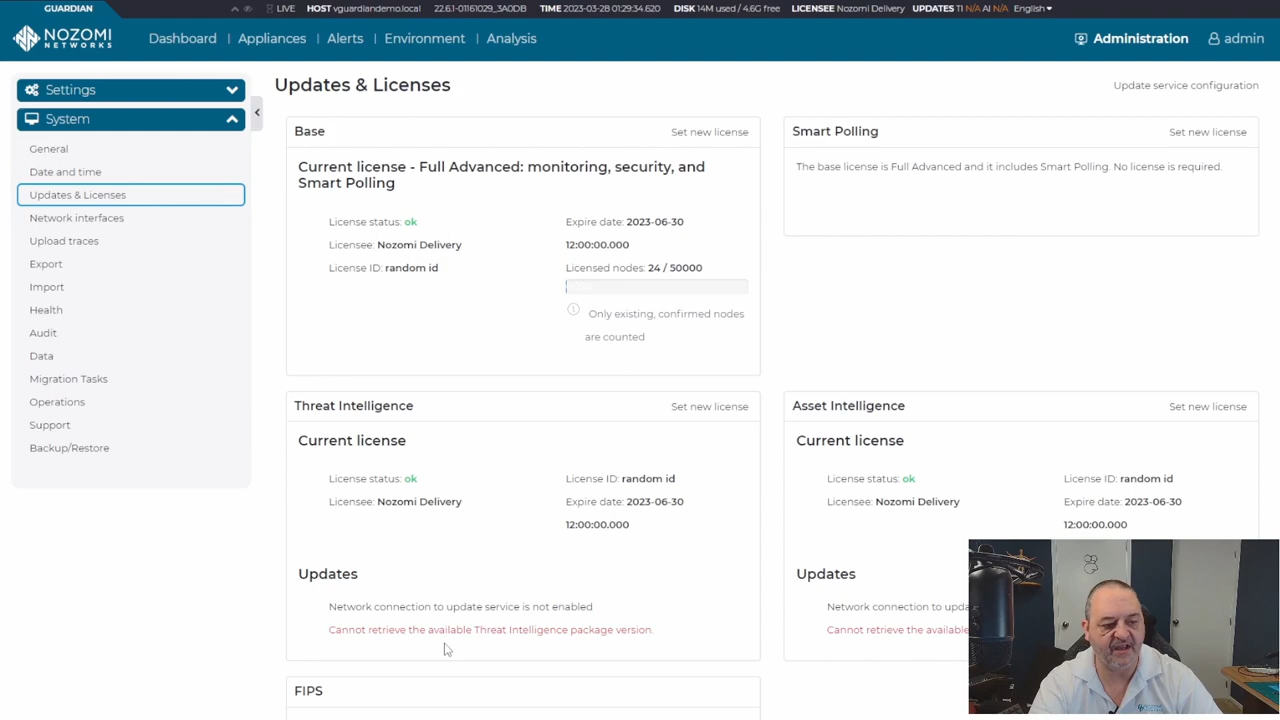 GUARDIAN
LIVE HOST vguardiandemo.local 22.6.1-01161029_3A0DB TIME 2023-03-28 01:29:34.620 DISK 14M used / 4.6G free LICENSEE Nozomi Delivery UPDATES TI N/A AI N/A English
NOZOMI
NETWORKS
Dashboard Appliances Alerts Environment Analysis Administration admin
Settings
System
General
Date and time
Updates & Licenses
Network interfaces
Upload traces
Export
Import
Health
Audit
Data
Migration Tasks
Operations
Support
Backup/Restore
Updates & Licenses
Update service configuration
Base Set new license
Current license - Full Advanced: monitoring, security, and
Smart Polling
License status: ok
Licensee: Nozomi Delivery
License ID: random id
Expire date: 2023-06-30
12:00:00.000
Licensed nodes: 24 / 50000
Only existing, confirmed nodes
are counted
Smart Polling Set new license
The base license is Full Advanced and it includes Smart Polling. No license is required.
Threat Intelligence Set new license
Current license
License status: ok
Licensee: Nozomi Delivery
License ID: random id
Expire date: 2023-06-30
12:00:00.000
Updates
Network connection to update service is not enabled
Cannot retrieve the available Threat Intelligence package version.
Asset Intelligence Set new license
Current license
License status: ok
Licensee: Nozomi Delivery
License ID: random id
Expire date: 2023-06-30
12:00:00.000
Updates
Network connection to
Cannot retrieve the available
FIPS